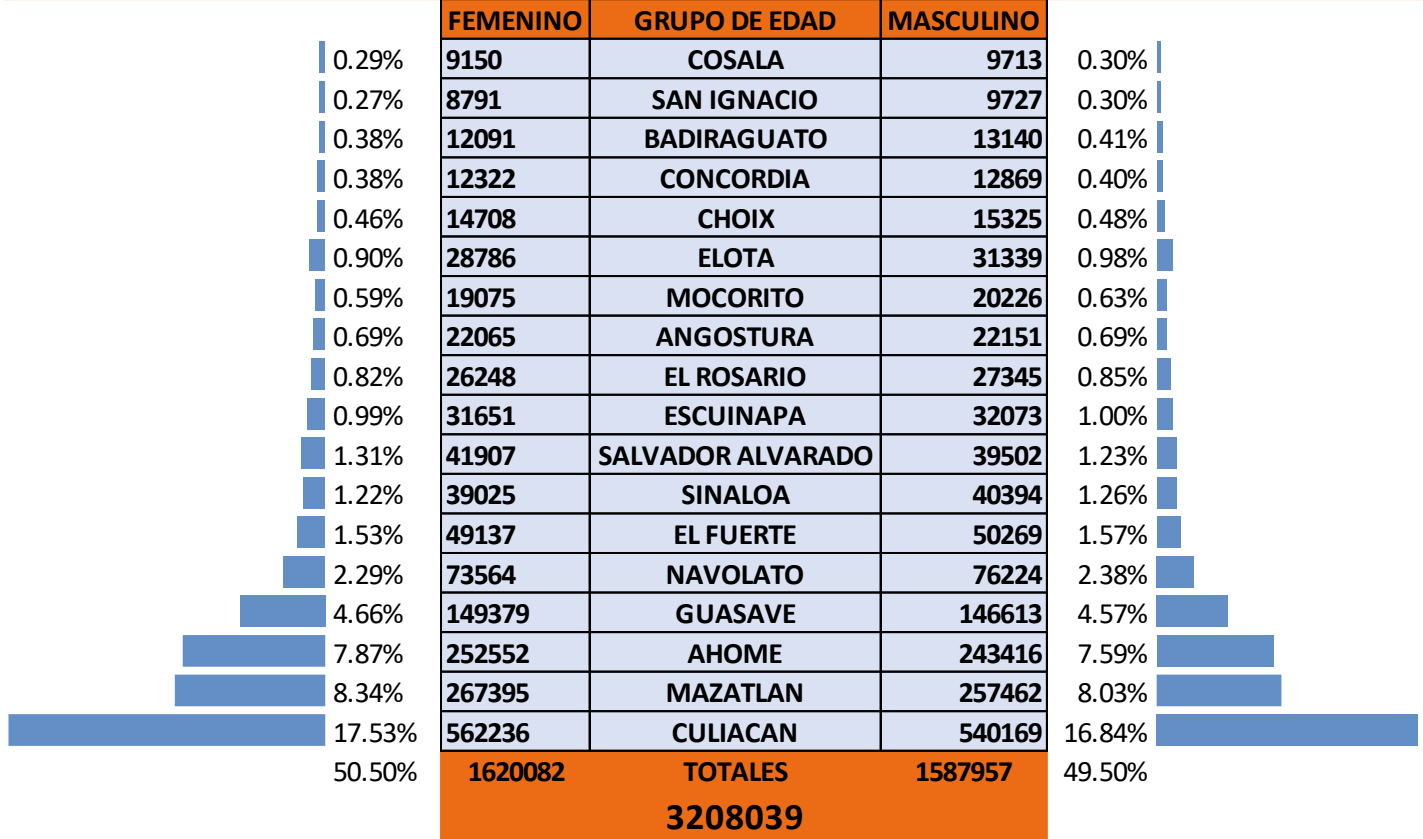 FEMENINO GRUPO DE EDAD MASCULINO
0.29% 9150 COSALA 9713 0.30%
0.27% 8791 SAN IGNACIO 9727 0.30%
0.38% 12091 BADIRAGUATO 13140 0.41%
0.38% 12322 CONCORDIA 12869 0.40%
0.46% 14708 CHOIX 15325 0.48%
0.90% 28786 ELOTA 31339 0.98%
0.59% 19075 MOCORITO 20226 0.63%
0.69% 22065 ANGOSTURA 22151 0.69%
0.82% 26248 EL ROSARIO 27345 0.85%
0.99% 31651 ESCUINAPA 32073 1.00%
1.31% 41907 SALVADOR ALVARADO 39502 1.23%
1.22% 39025 SINALOA 40394 1.26%
1.53% 49137 EL FUERTE 50269 1.57%
2.29% 73564 NAVOLATO 76224 2.38%
4.66% 149379 GUASAVE 146613 4.57%
7.87% 252552 AHOME 243416 7.59%
8.34% 267395 MAZATLAN 257462 8.03%
17.53% 562236 CULIACAN 540169 16.84%
50.50% 1620082 TOTALES 1587957 49.50%
3208039